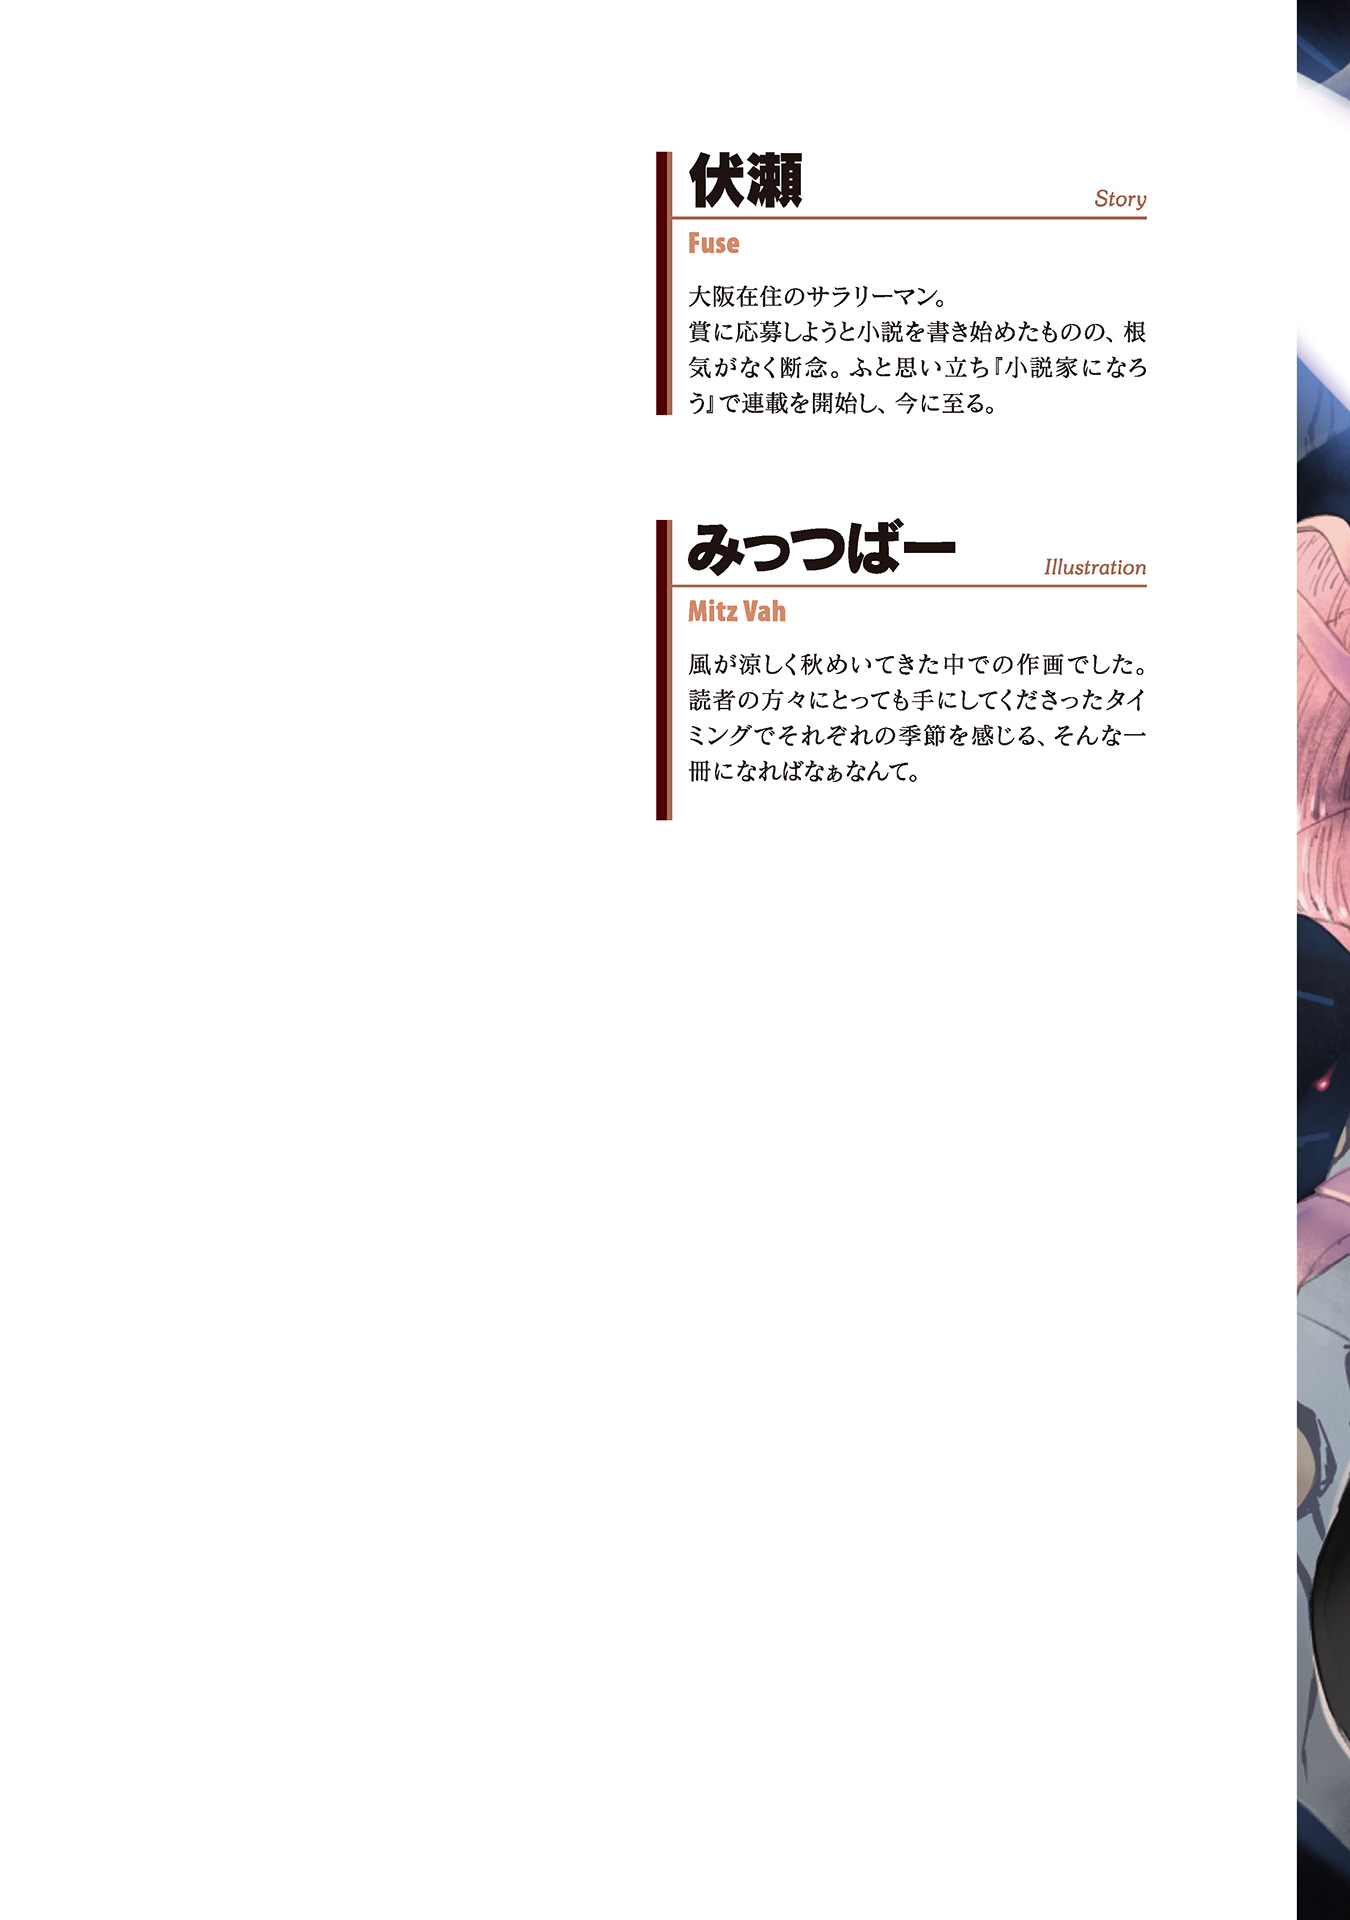 伏瀬
Story
Fuse
大阪在住のサラリーマン。
賞に応募しようと小説を書き始めたものの、根
気がなく断念。ふと思い立ち『小説家になろ
う』で連載を開始し、今に至る。
みっつばー
Illustration
Mitz Vah
風が涼しく秋めいてきた中での作画でした。
読者の方々にとっても手にしてくださったタイ
ミングでそれぞれの季節を感じる、そんな一
冊になればなぁなんて。